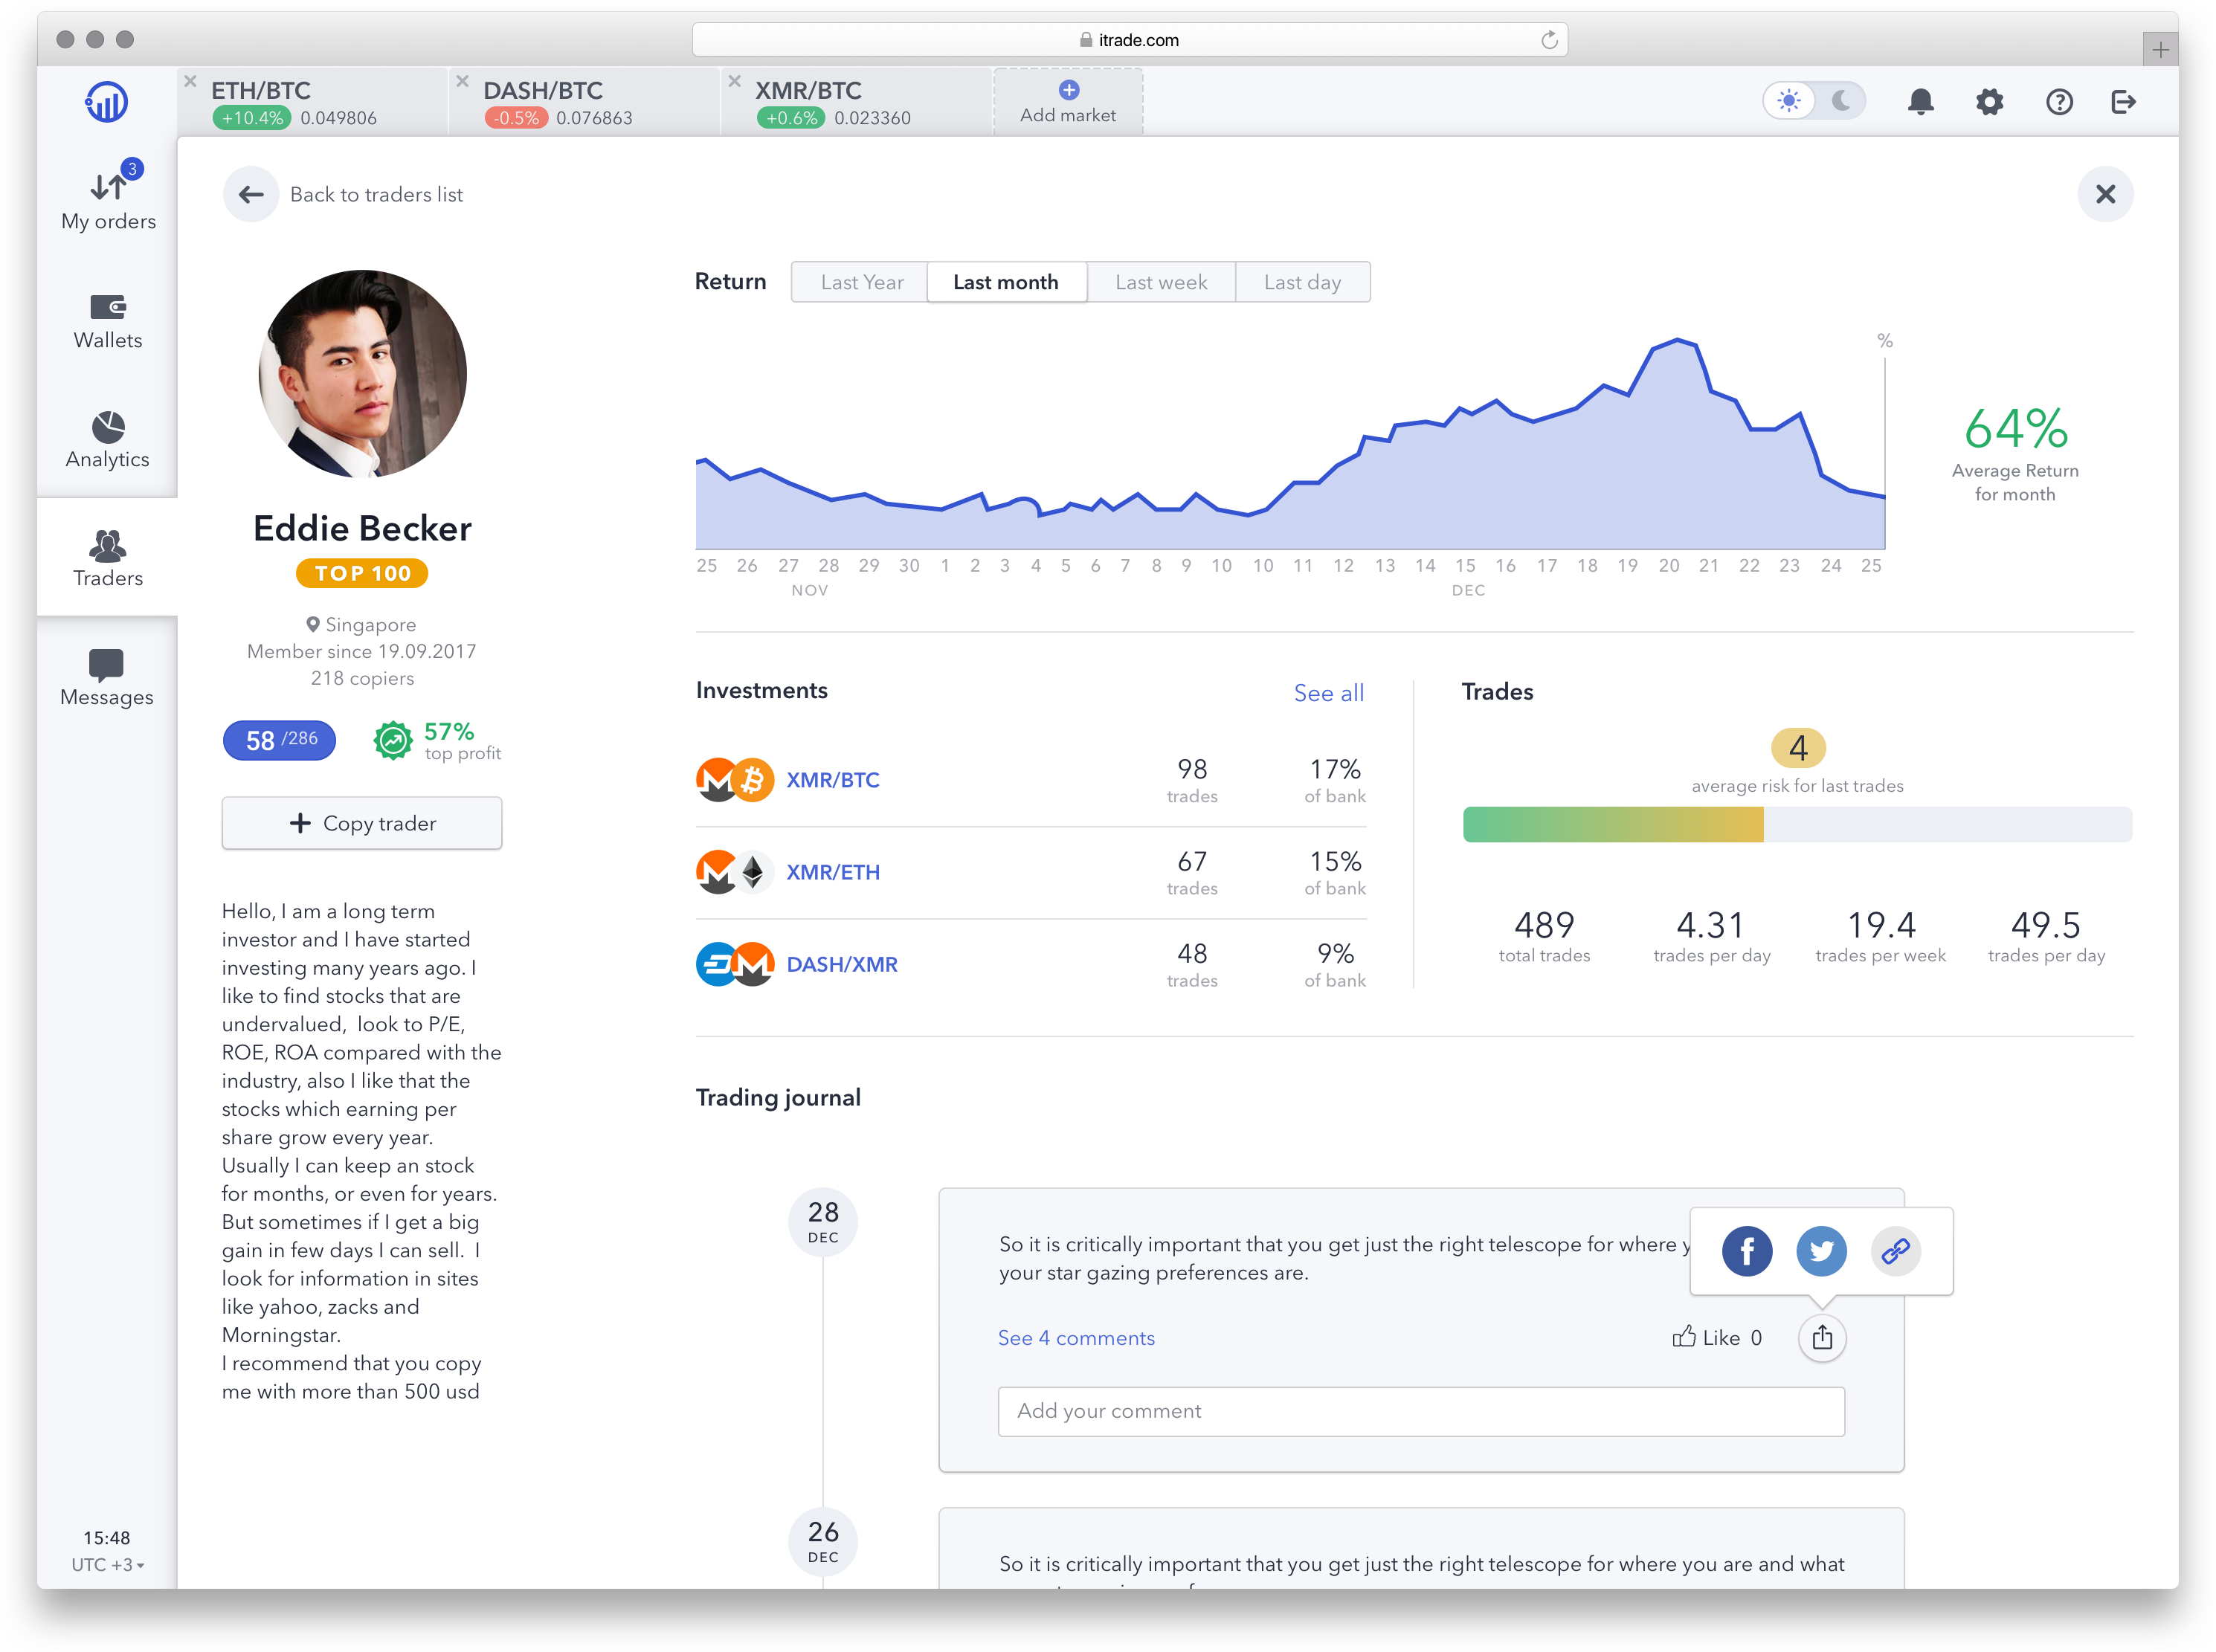 itrade.com
ETH/BTC
+10.4% 0.049806
DASH/BTC
-0.5% 0.076863
XMR/BTC
+0.6% 0.023360
Add market
3
My orders
Wallets
Analytics
Traders
Messages
15:48
UTC +3
Back to traders list
Eddie Becker
TOP 100
Singapore
Member since 19.09.2017
218 copiers
58 /286
57%
top profit
Copy trader
Hello, I am a long term
investor and I have started
investing many years ago. I
like to find stocks that are
undervalued,  look to P/E,
ROE, ROA compared with the
industry, also I like that the
stocks which earning per
share grow every year.
Usually I can keep an stock
for months, or even for years.
But sometimes if I get a big
gain in few days I can sell.  I
look for information in sites
like yahoo, zacks and
Morningstar.
I recommend that you copy
me with more than 500 usd
Return
Last Year
Last month
Last week
Last day
%
25 26 27 28 29 30 1 2 3 4 5 6 7 8 9 10 10 11 12 13 14 15 16 17 18 19 20 21 22 23 24 25
NOV DEC
64%
Average Return
for month
Investments
See all
XMR/BTC
98
trades
17%
of bank
XMR/ETH
67
trades
15%
of bank
DASH/XMR
48
trades
9%
of bank
Trades
4
average risk for last trades
489
total trades
4.31
trades per day
19.4
trades per week
49.5
trades per day
Trading journal
28
DEC
So it is critically important that you get just the right telescope for where
your star gazing preferences are.
See 4 comments
Like 0
Add your comment
26
DEC
So it is critically important that you get just the right telescope for where you are and what